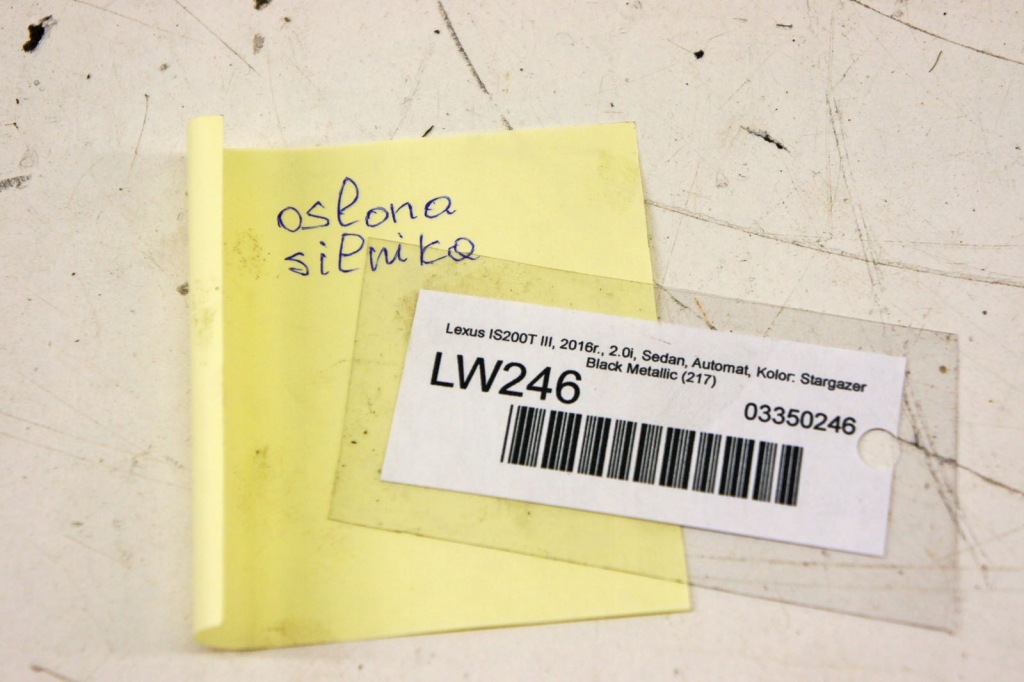 osłona
silnika
Lexus IS200T III, 2016r., 2.0i, Sedan, Automat, Kolor: Stargazer
Black Metallic (217)
LW246
03350246